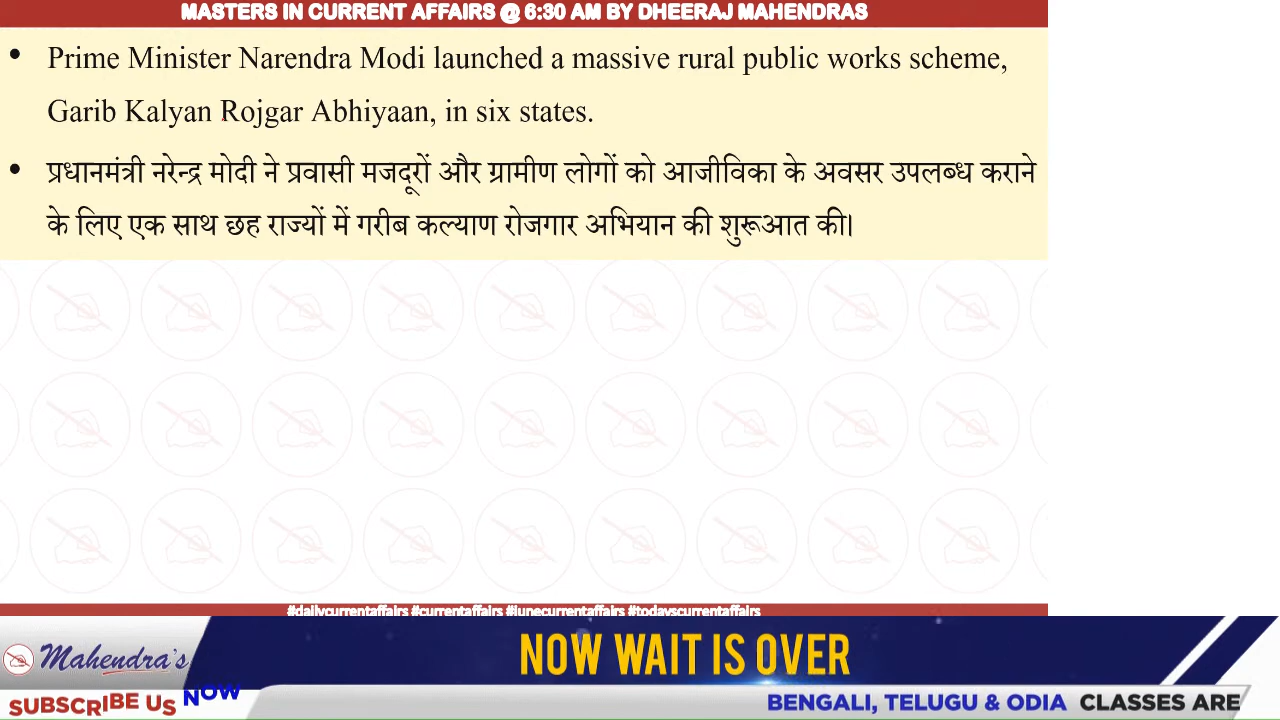 MASTERS IN CURRENT AFFAIRS @ 6:30 AM BY DHEERAJ MAHENDRAS
• Prime Minister Narendra Modi launched a massive rural public works scheme,
Garib Kalyan Rojgar Abhiyaan, in six states.
• प्रधानमंत्री नरेन्द्र मोदी ने प्रवासी मजदूरों और ग्रामीण लोगों को आजीविका के अवसर उपलब्ध कराने
के लिए एक साथ छह राज्यों में गरीब कल्याण रोजगार अभियान की शुरूआत की।
#dailycurrentaffairs #currentaffairs #junecurrentaffairs #todayscurrentaffairs
Mahendra's
NOW WAIT IS OVER
SUBSCRIBE US NOW
BENGALI, TELUGU & ODIA CLASSES ARE